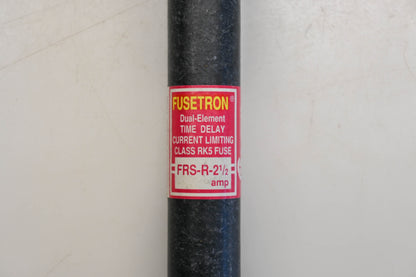 FUSETRON®
Dual-Element
TIME DELAY
CURRENT LIMITING
CLASS RK5 FUSE
FRS-R-2½
amp